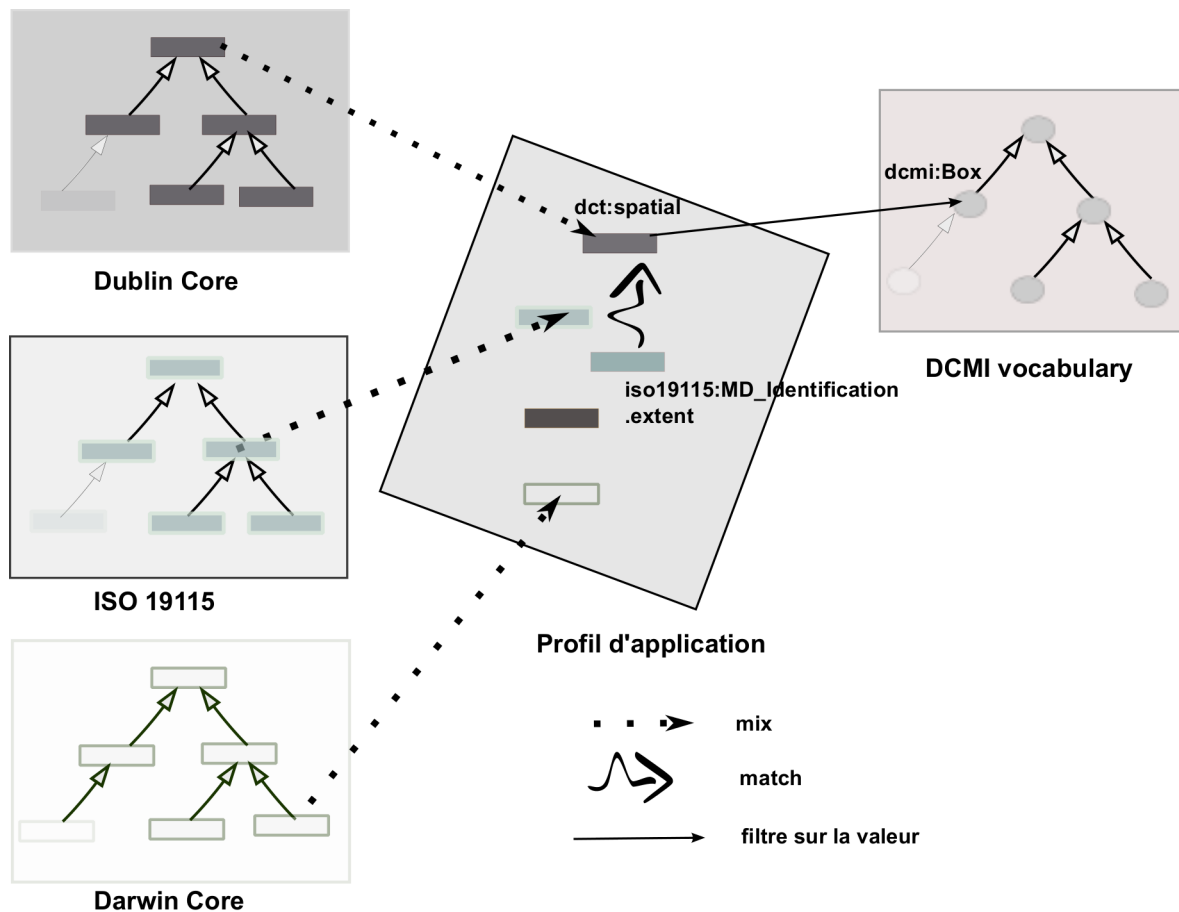 Dublin Core
ISO 19115
Darwin Core
dct:spatial
iso19115:MD_Identification
.extent
Profil d'application
dcmi:Box
DCMI vocabulary
mix
match
filtre sur la valeur